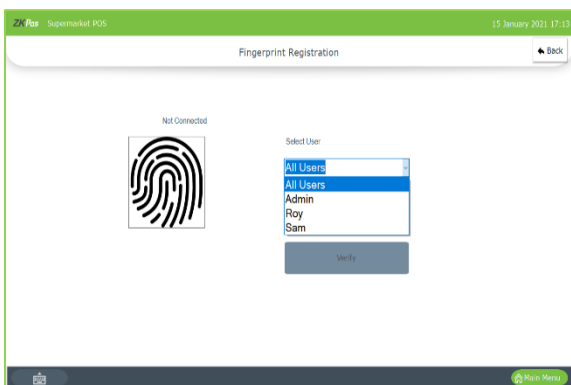 ZKPos Supermarket POS 15 January 2021 17:13
Fingerprint Registration Back
Not Connected
Select User
All Users
All Users
Admin
Roy
Sam
Verify
Main Menu